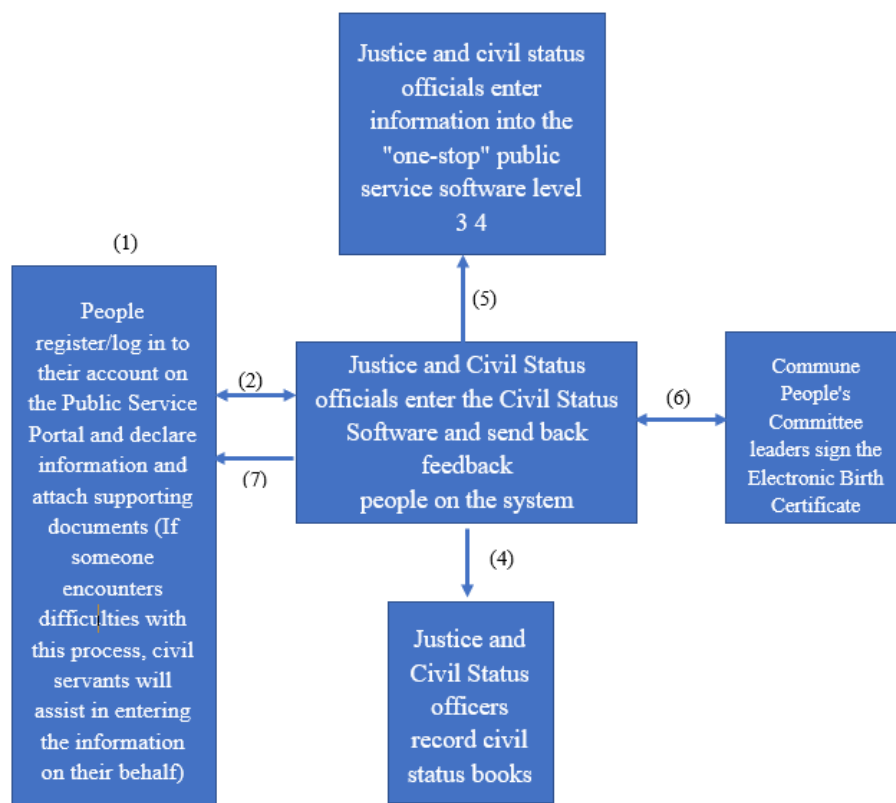 Justice and civil status
officials enter
information into the
"one-stop" public
service software level
3 4
(1)
People
register/log in to
their account on
the Public Service
Portal and declare
information and
attach supporting
documents (If
someone
encounters
difficulties with
this process, civil
servants will
assist in entering
the information
on their behalf)
(5)
(2)
(7)
Justice and Civil Status
officials enter the Civil Status
Software and send back
feedback
people on the system
(6)
Commune
People's
Committee
leaders sign the
Electronic Birth
Certificate
(4)
Justice and
Civil Status
officers
record civil
status books